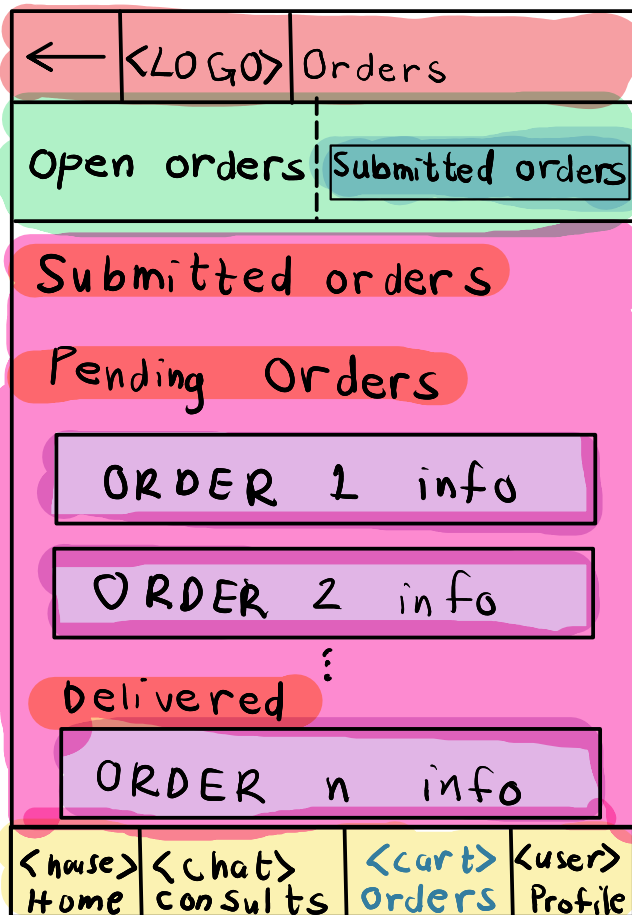 ← <LOGO> Orders
Open orders Submitted orders
Submitted orders
Pending Orders
ORDER 1 info
ORDER 2 info
⋮
Delivered
ORDER n info
<house> <chat> <cart> <user>
Home Consults Orders Profile